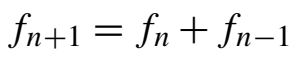 $f_{n+1} = f_n + f_{n-1}$